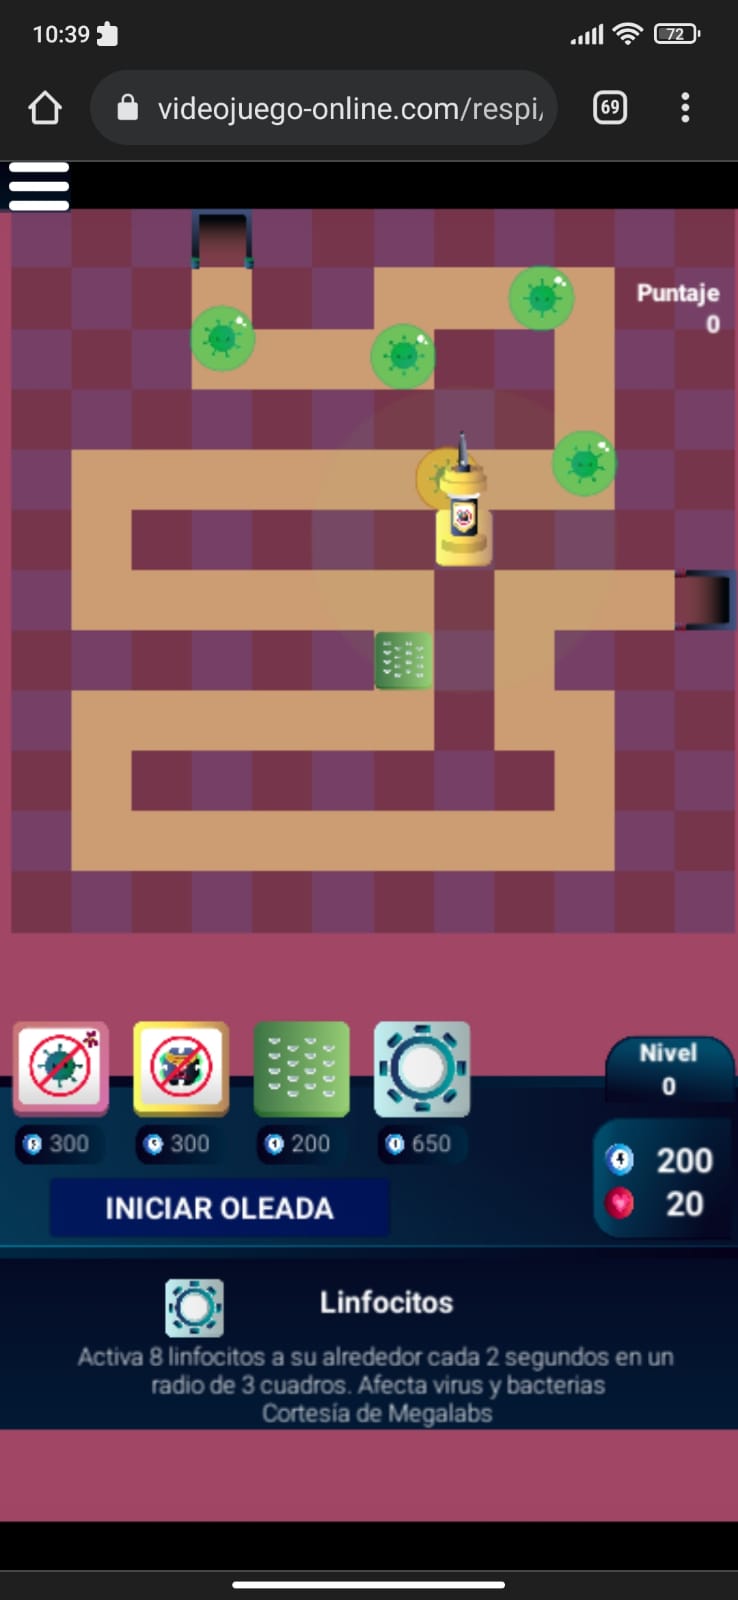 10:39
72
videojuego-online.com/respi/
69
Puntaje
0
300
300
200
650
Nivel
0
200
20
INICIAR OLEADA
Linfocitos
Activa 8 linfocitos a su alrededor cada 2 segundos en un
radio de 3 cuadros. Afecta virus y bacterias
Cortesía de Megalabs